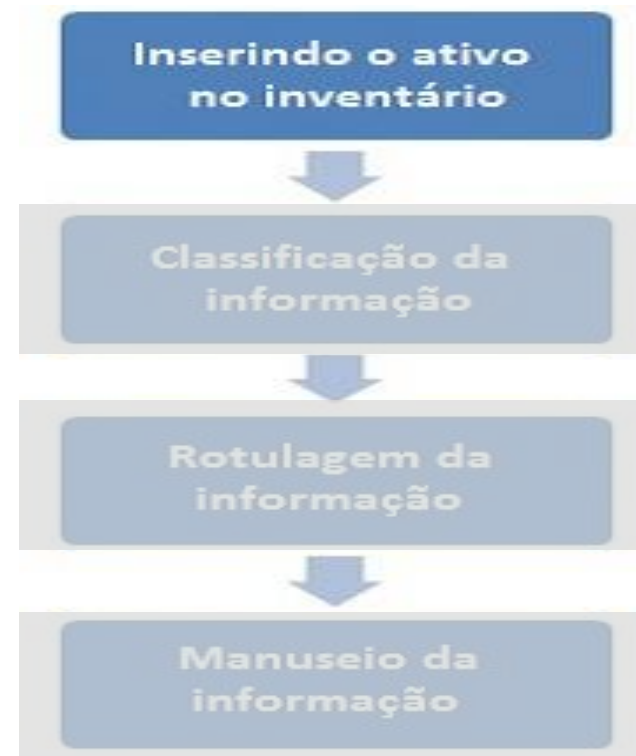 Inserindo o ativo
no inventário
Classificação da
informação
Rotulagem da
informação
Manuseio da
informação